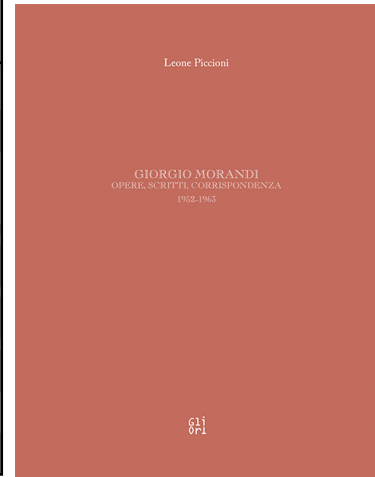 Leone Piccioni
GIORGIO MORANDI
OPERE, SCRITTI, CORRISPONDENZA
1952-1963
Gli
Ori